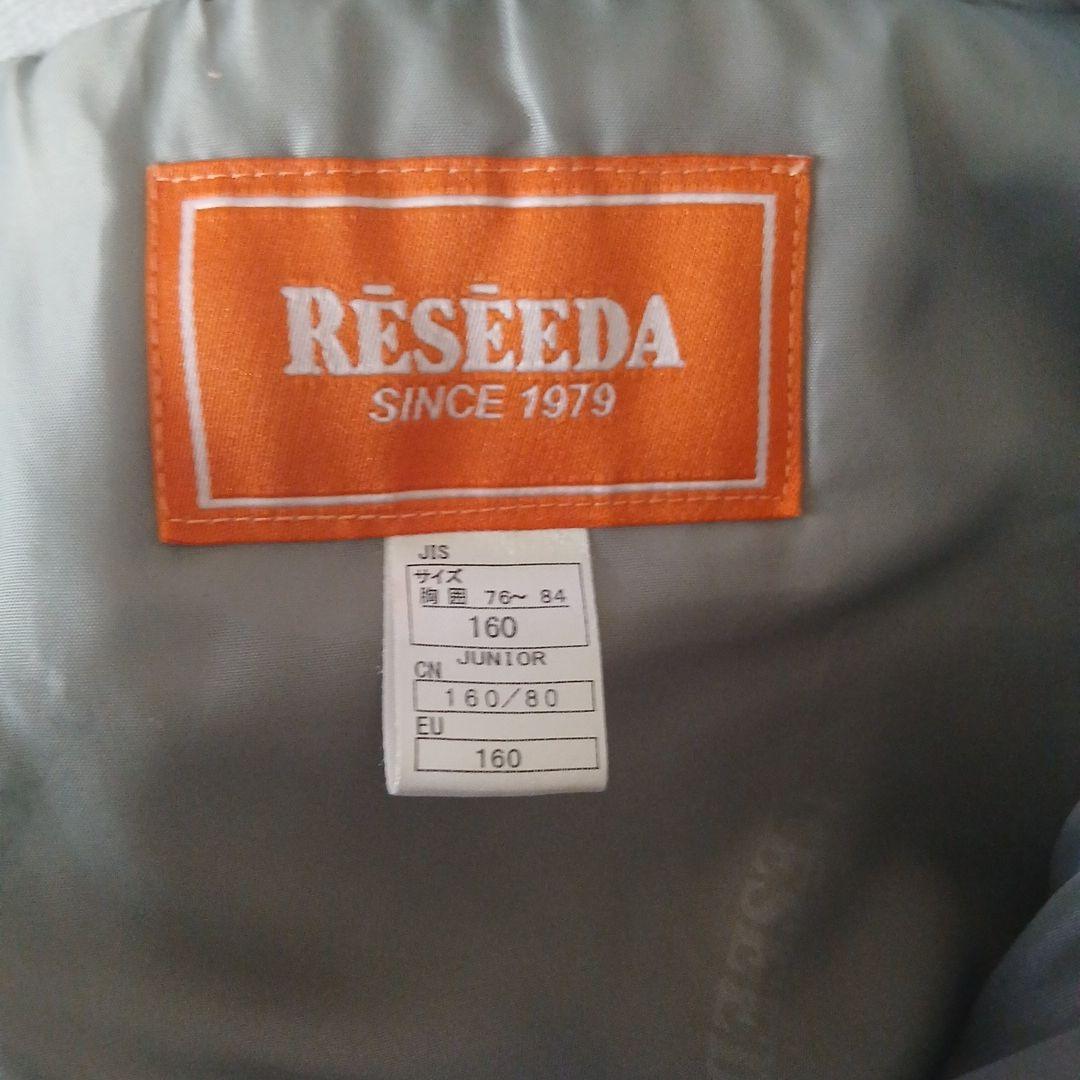 RĒSĒEDA
SINCE 1979
JIS
サイズ
胸囲 76~ 84
160
JUNIOR
CN
160/80
EU
160